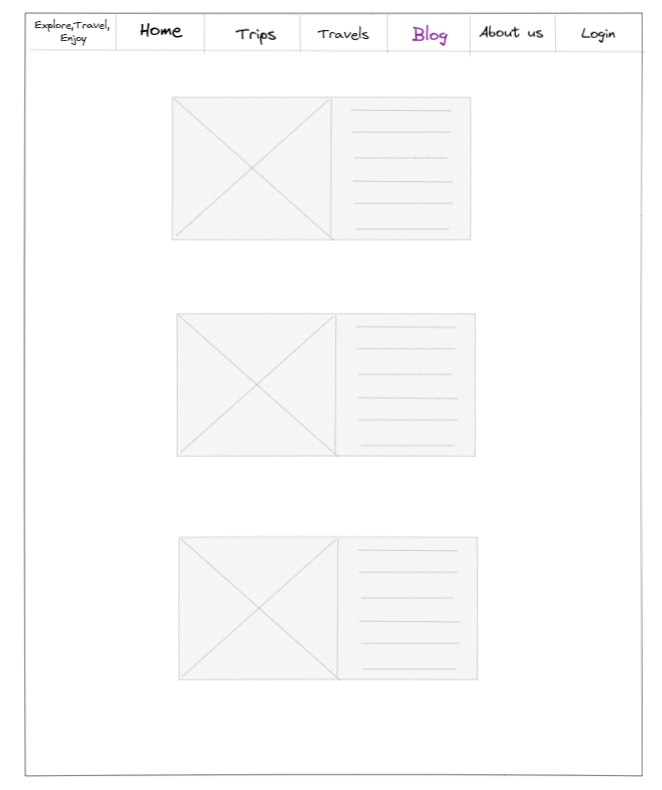 Explore,Travel,
Enjoy
Home
Trips
Travels
Blog
About us
Login